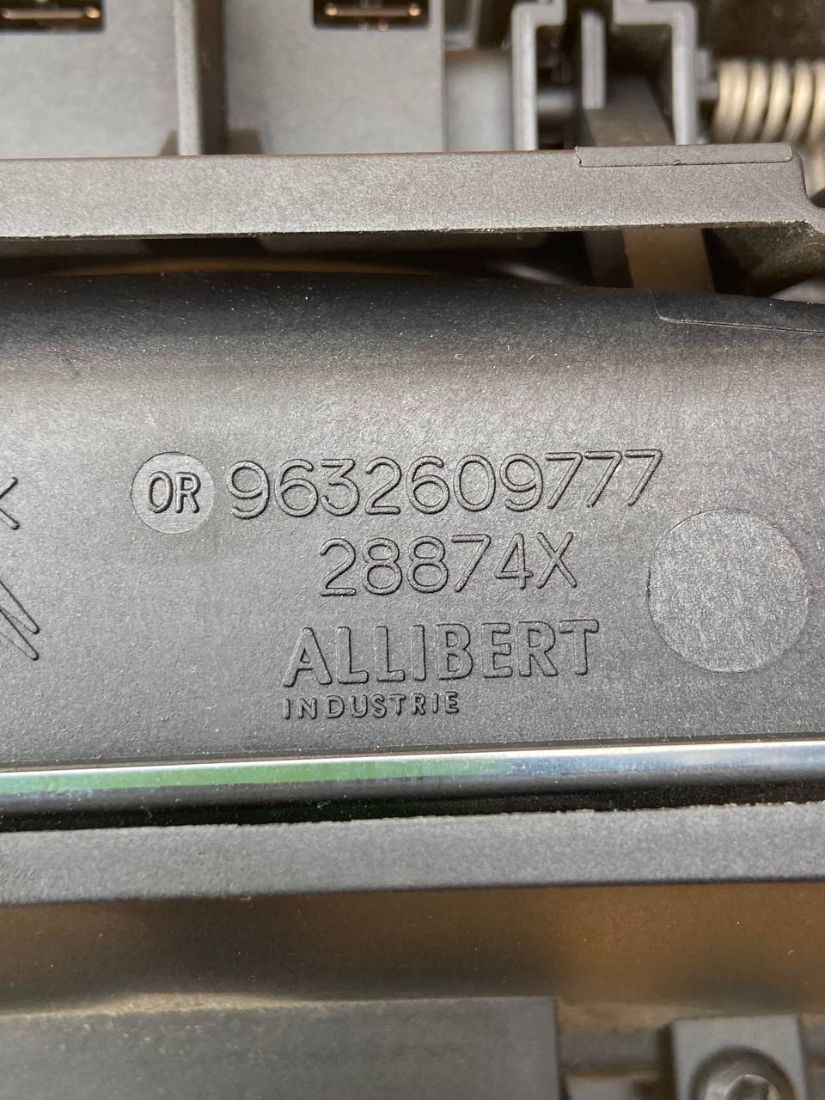 OR 9632609777
28874X
ALLIBERT
INDUSTRIE